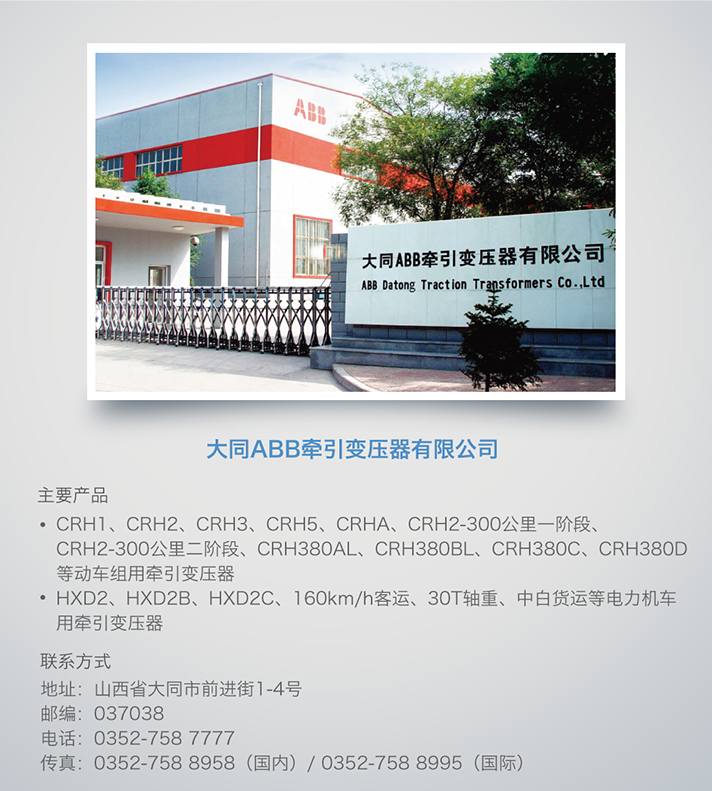 ABB
大同ABB牵引变压器有限公司
ABB Datong Traction Transformers Co.,Ltd
大同ABB牵引变压器有限公司
主要产品
• CRH1、CRH2、CRH3、CRH5、CRHA、CRH2-300公里一阶段、
CRH2-300公里二阶段、CRH380AL、CRH380BL、CRH380C、CRH380D
等动车组用牵引变压器
• HXD2、HXD2B、HXD2C、160km/h客运、30T轴重、中白货运等电力机车
用牵引变压器
联系方式
地址：山西省大同市前进街1-4号
邮编：037038
电话：0352-758 7777
传真：0352-758 8958（国内）/ 0352-758 8995（国际）